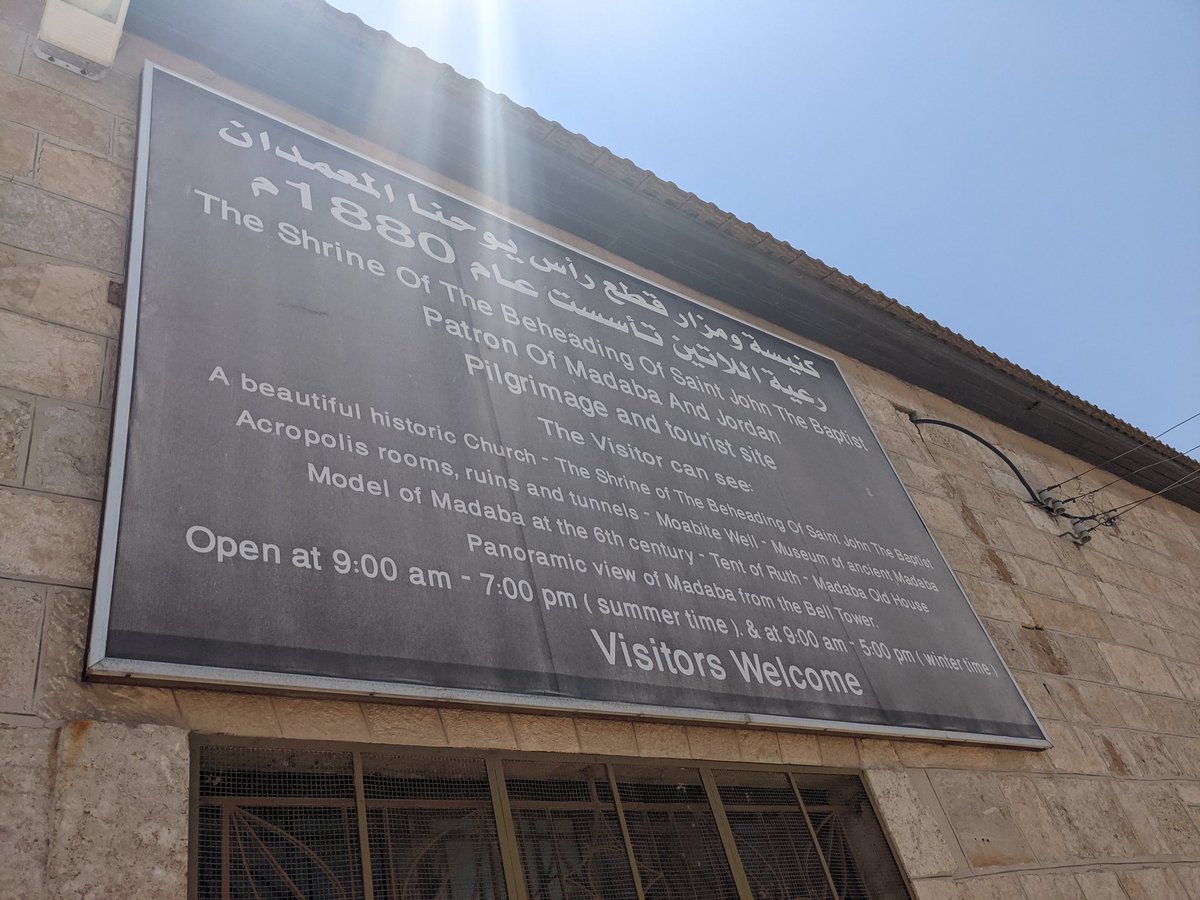 كنيسة ومزار قطع رأس يوحنا المعمدان
رعية اللاتين تأسست عام 1880م
The Shrine Of The Beheading Of Saint John The Baptist
Patron Of Madaba And Jordan
Pilgrimage and tourist site
The Visitor can see:
A beautiful historic Church - The Shrine of The Beheading Of Saint John The Baptist
Acropolis rooms, ruins and tunnels - Moabite Well - Museum of ancient Madaba
Model of Madaba at the 6th century - Tent of Ruth - Madaba Old House
Panoramic view of Madaba from the Bell Tower.
Open at 9:00 am - 7:00 pm ( summer time ). & at 9:00 am - 5:00 pm ( winter time )
Visitors Welcome